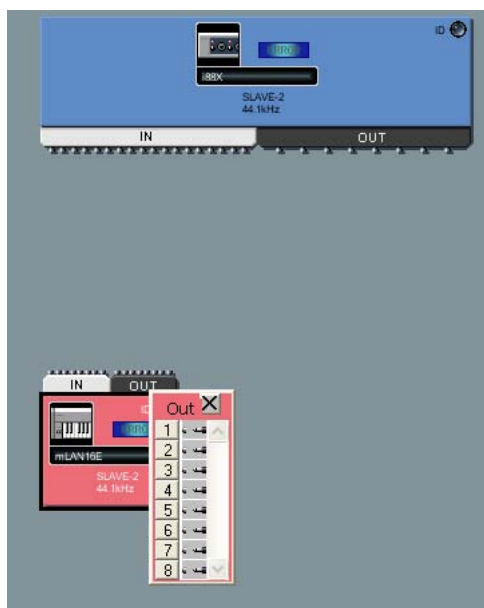 ID
ERRO
i88X
SLAVE-2
44.1kHz
IN OUT
IN OUT
mLAN16E
SLAVE-2
44.1kHz
Out X
1
2
3
4
5
6
7
8